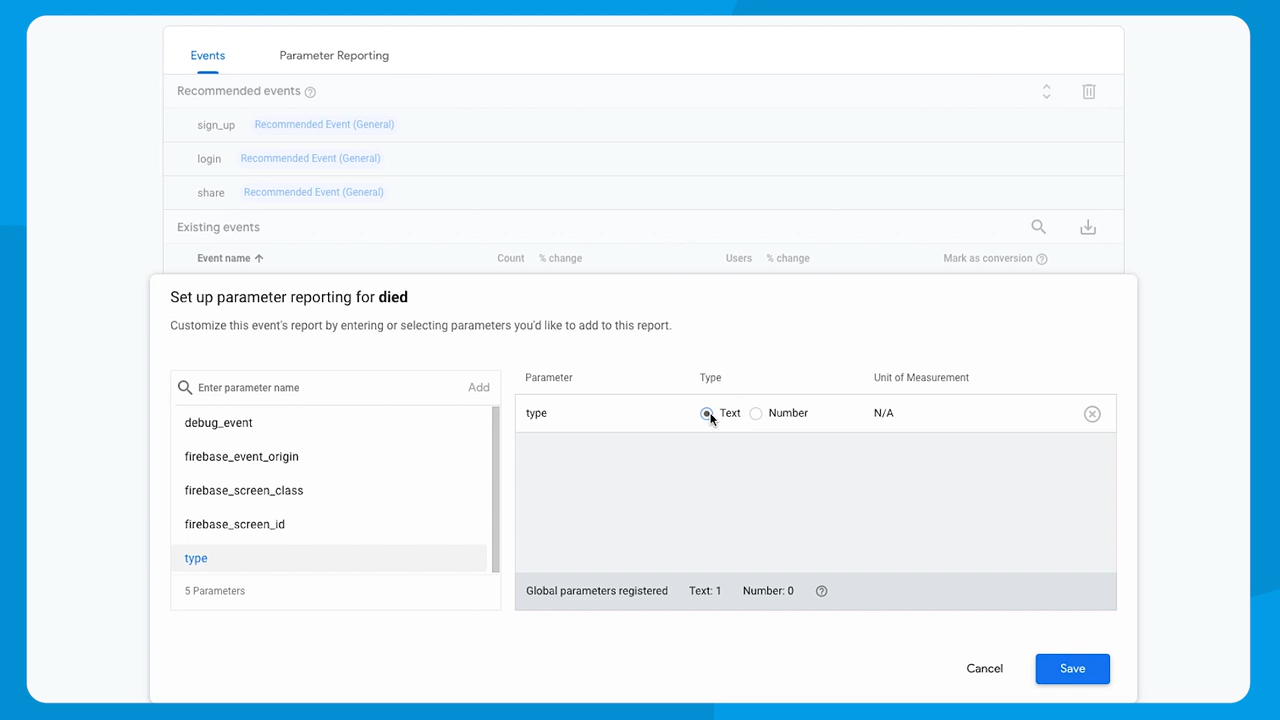 Events Parameter Reporting
Recommended events
sign_up Recommended Event (General)
login Recommended Event (General)
share Recommended Event (General)
Existing events
Event name Count % change Users % change Mark as conversion
Set up parameter reporting for died
Customize this event's report by entering or selecting parameters you'd like to add to this report.
Enter parameter name Add
debug_event
firebase_event_origin
firebase_screen_class
firebase_screen_id
type
5 Parameters
Parameter Type Unit of Measurement
type Text Number N/A
Global parameters registered Text: 1 Number: 0
Cancel Save